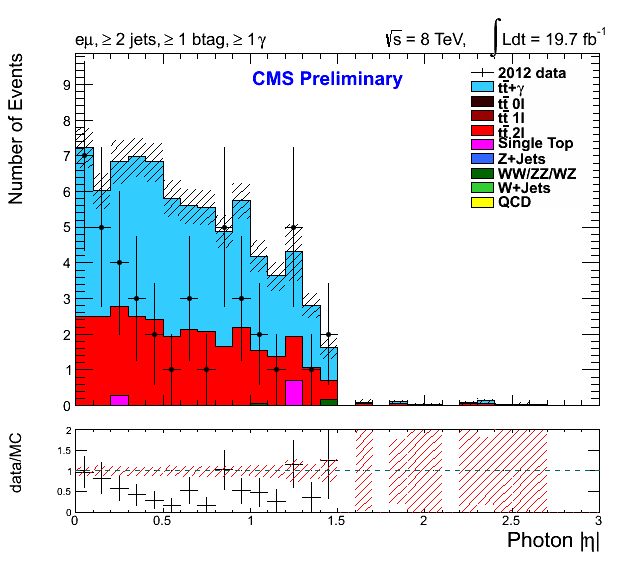 eμ, ≥ 2 jets, ≥ 1 btag, ≥ 1 γ
√s = 8 TeV, ∫ Ldt = 19.7 fb⁻¹
CMS Preliminary
2012 data
tt̄+γ
tt̄ 0l
tt̄ 1l
tt̄ 2l
Single Top
Z+Jets
WW/ZZ/WZ
W+Jets
QCD
Number of Events
9
8
7
6
5
4
3
2
1
0
data/MC
2
1.5
1
0.5
0
0 0.5 1 1.5 2 2.5 3
Photon |η|